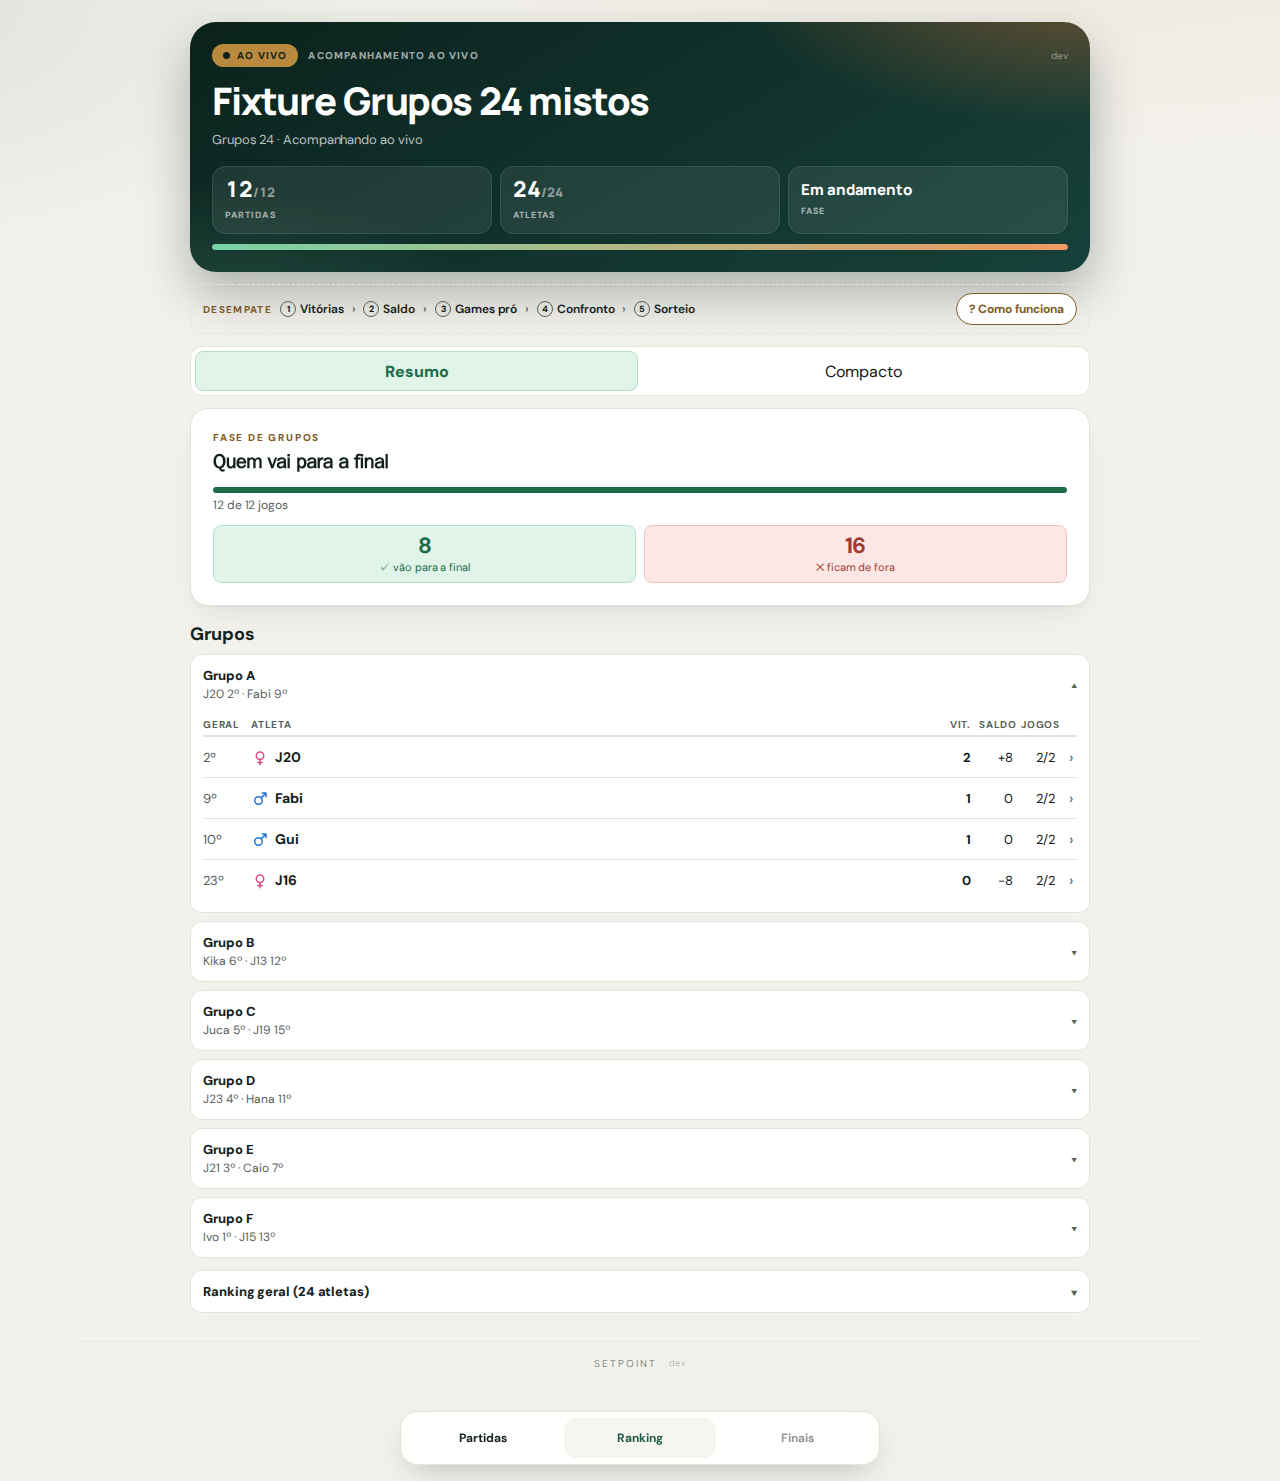 AO VIVO ACOMPANHAMENTO AO VIVO dev
Fixture Grupos 24 mistos
Grupos 24 · Acompanhando ao vivo
12/12 24/24 Em andamento
PARTIDAS ATLETAS FASE
DESEMPATE 1 Vitórias › 2 Saldo › 3 Games pró › 4 Confronto › 5 Sorteio ? Como funciona
Resumo Compacto
FASE DE GRUPOS
Quem vai para a final
12 de 12 jogos
8 16
✓ vão para a final ✕ ficam de fora
Grupos
Grupo A
J20 2º · Fabi 9º ▴
GERAL ATLETA VIT. SALDO JOGOS
2º ♀ J20 2 +8 2/2 ›
9º ♂ Fabi 1 0 2/2 ›
10º ♂ Gui 1 0 2/2 ›
23º ♀ J16 0 -8 2/2 ›
Grupo B
Kika 6º · J13 12º ▾
Grupo C
Juca 5º · J19 15º ▾
Grupo D
J23 4º · Hana 11º ▾
Grupo E
J21 3º · Caio 7º ▾
Grupo F
Ivo 1º · J15 13º ▾
Ranking geral (24 atletas) ▾
SETPOINT dev
Partidas Ranking Finais